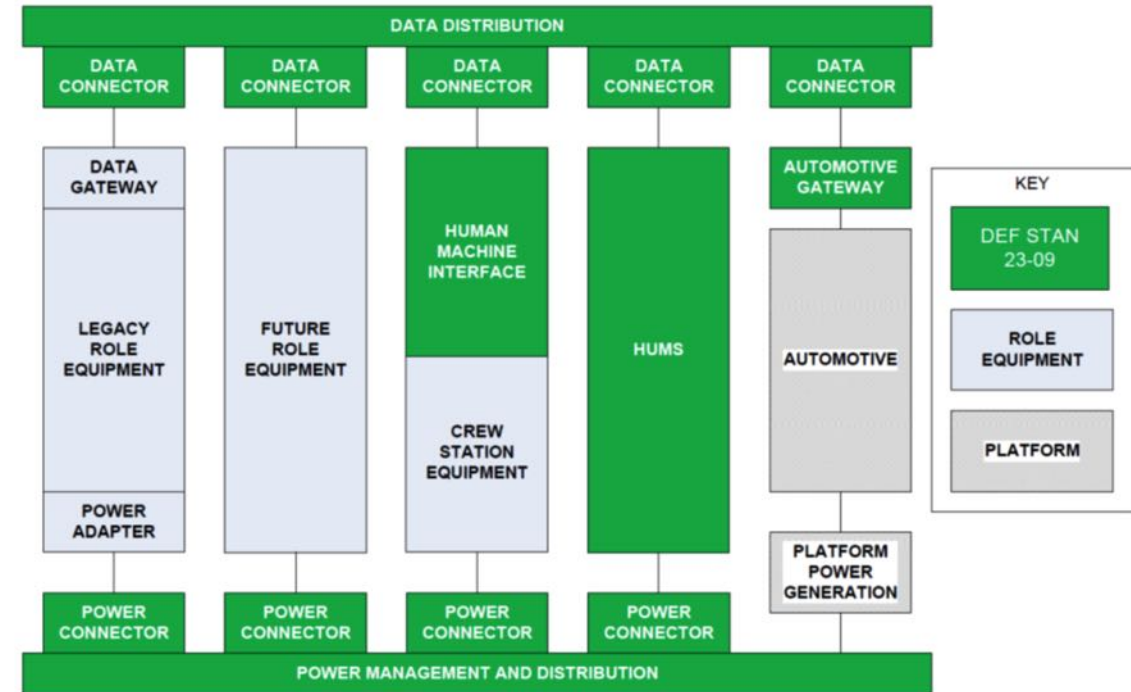 DATA DISTRIBUTION
DATA
CONNECTOR
DATA
CONNECTOR
DATA
CONNECTOR
DATA
CONNECTOR
DATA
CONNECTOR
DATA
GATEWAY
LEGACY
ROLE
EQUIPMENT
POWER
ADAPTER
FUTURE
ROLE
EQUIPMENT
HUMAN
MACHINE
INTERFACE
CREW
STATION
EQUIPMENT
HUMS
AUTOMOTIVE
GATEWAY
AUTOMOTIVE
PLATFORM
POWER
GENERATION
POWER
CONNECTOR
POWER
CONNECTOR
POWER
CONNECTOR
POWER
CONNECTOR
POWER MANAGEMENT AND DISTRIBUTION
KEY
DEF STAN
23-09
ROLE
EQUIPMENT
PLATFORM